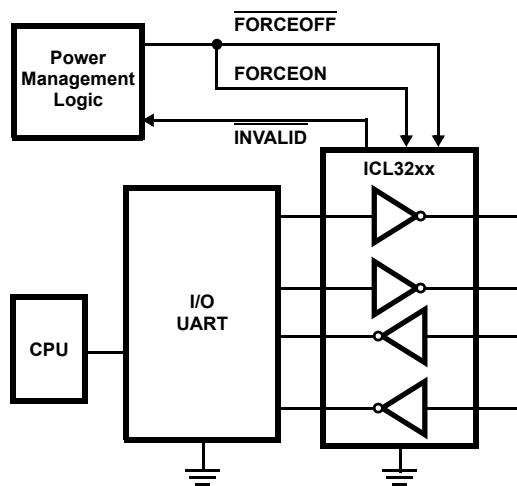 FORCEOFF
Power
Management
Logic
FORCEON
INVALID
ICL32xx
I/O
UART
CPU